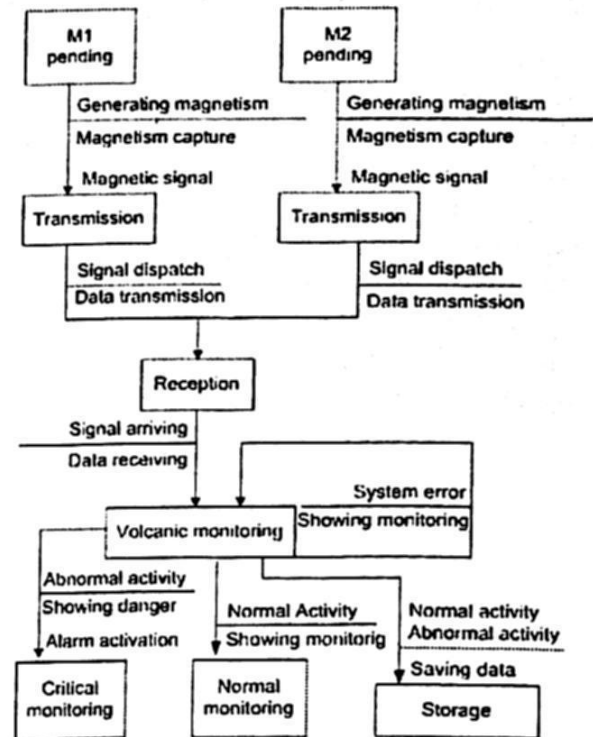 M1
pending
M2
pending
Generating magnetism
Magnetism capture
Magnetic signal
Generating magnetism
Magnetism capture
Magnetic signal
Transmission
Transmission
Signal dispatch
Data transmission
Signal dispatch
Data transmission
Reception
Signal arriving
Data receiving
System error
Showing monitoring
Volcanic monitoring
Abnormal activity
Showing danger
Alarm activation
Normal Activity
Showing monitorig
Normal activity
Abnormal activity
Saving data
Critical
monitoring
Normal
monitoring
Storage